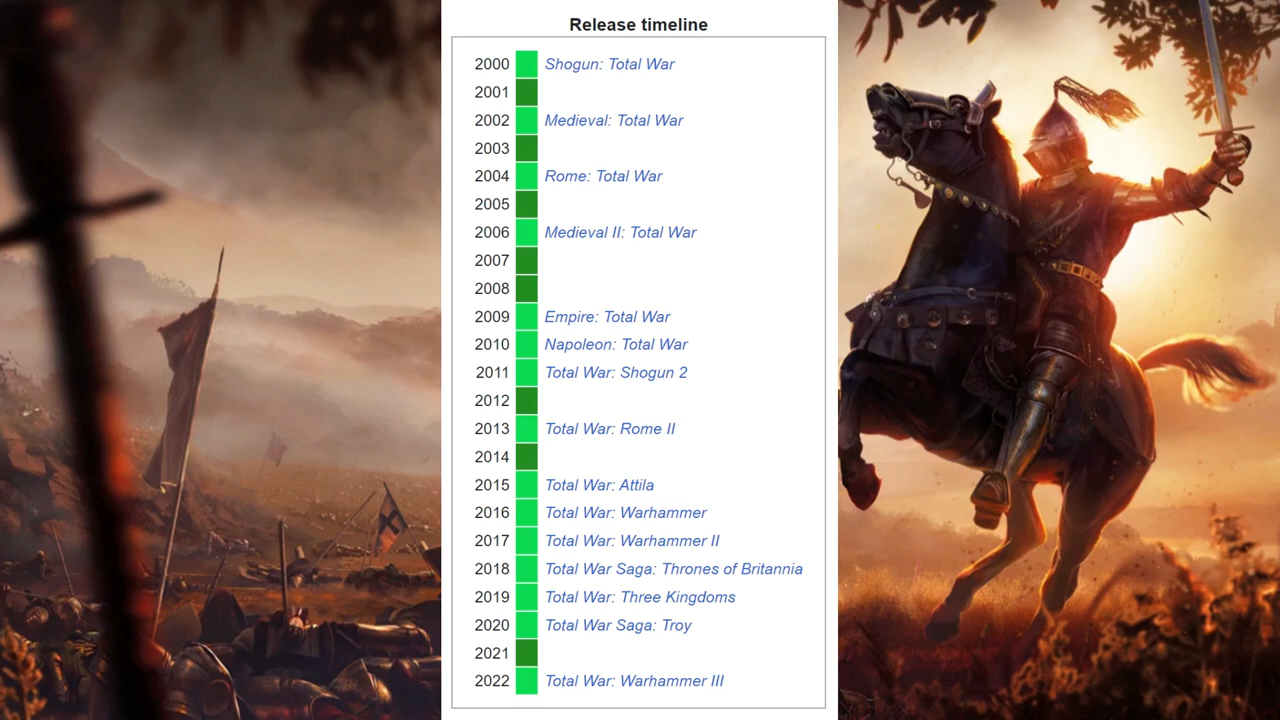 Release timeline
2000 Shogun: Total War
2001
2002 Medieval: Total War
2003
2004 Rome: Total War
2005
2006 Medieval II: Total War
2007
2008
2009 Empire: Total War
2010 Napoleon: Total War
2011 Total War: Shogun 2
2012
2013 Total War: Rome II
2014
2015 Total War: Attila
2016 Total War: Warhammer
2017 Total War: Warhammer II
2018 Total War Saga: Thrones of Britannia
2019 Total War: Three Kingdoms
2020 Total War Saga: Troy
2021
2022 Total War: Warhammer III